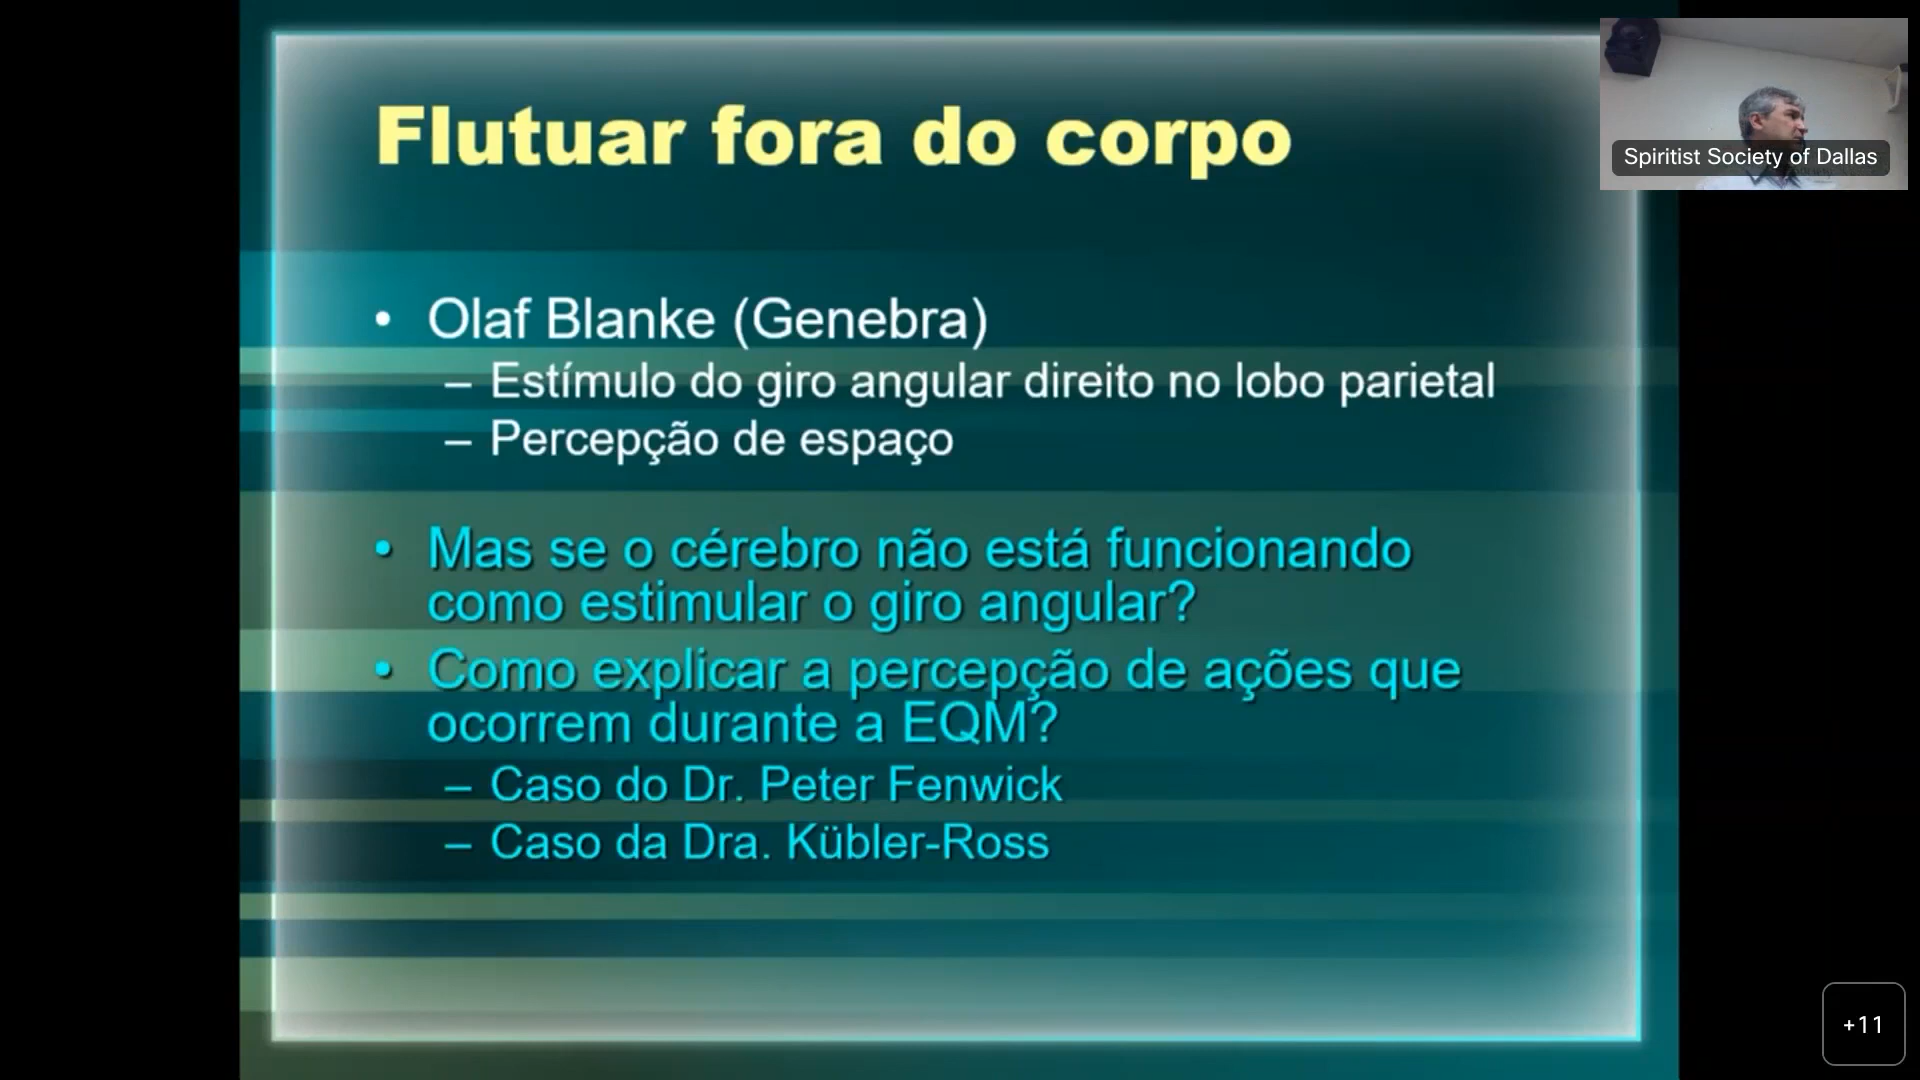 Flutuar fora do corpo
Spiritist Society of Dallas
• Olaf Blanke (Genebra)
– Estímulo do giro angular direito no lobo parietal
– Percepção de espaço
• Mas se o cérebro não está funcionando
como estimular o giro angular?
• Como explicar a percepção de ações que
ocorrem durante a EQM?
– Caso do Dr. Peter Fenwick
– Caso da Dra. Kübler-Ross
+11